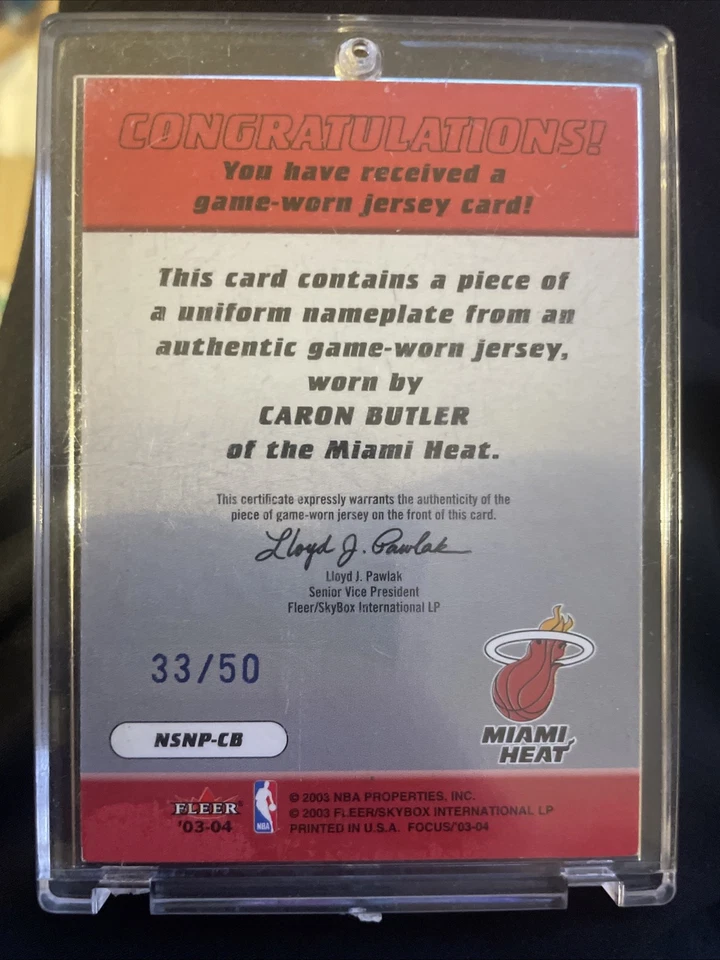 CONGRATULATIONS!
You have received a
game-worn jersey card!
This card contains a piece of
a uniform nameplate from an
authentic game-worn jersey,
worn by
CARON BUTLER
of the Miami Heat.
This certificate expressly warrants the authenticity of the
piece of game-worn jersey on the front of this card.
Lloyd J. Pawlak
Lloyd J. Pawlak
Senior Vice President
Fleer/SkyBox International LP
33/50
MIAMI
HEAT
NSNP-CB
FLEER
'03-04
NBA
© 2003 NBA PROPERTIES, INC.
© 2003 FLEER/SKYBOX INTERNATIONAL LP
PRINTED IN U.S.A. FOCUS/'03-04